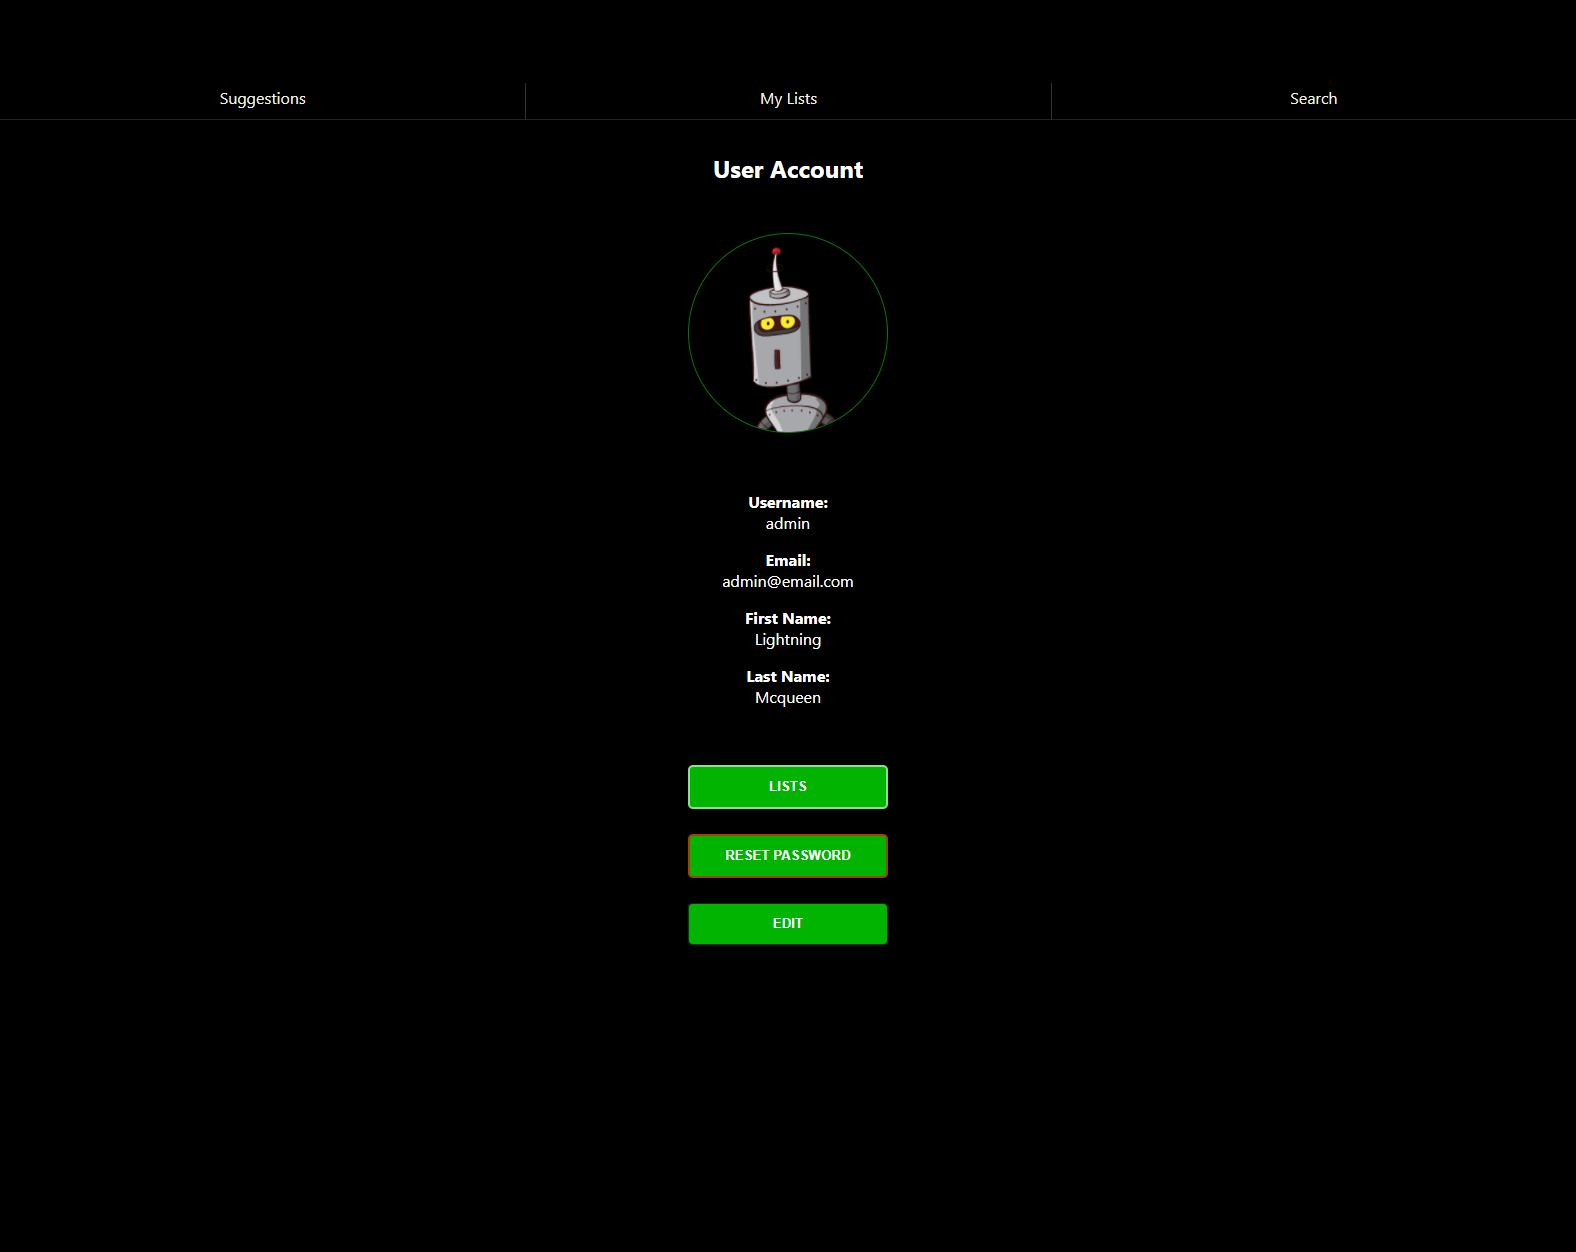 Suggestions
My Lists
Search
User Account
Username:
admin
Email:
admin@email.com
First Name:
Lightning
Last Name:
Mcqueen
LISTS
RESET PASSWORD
EDIT